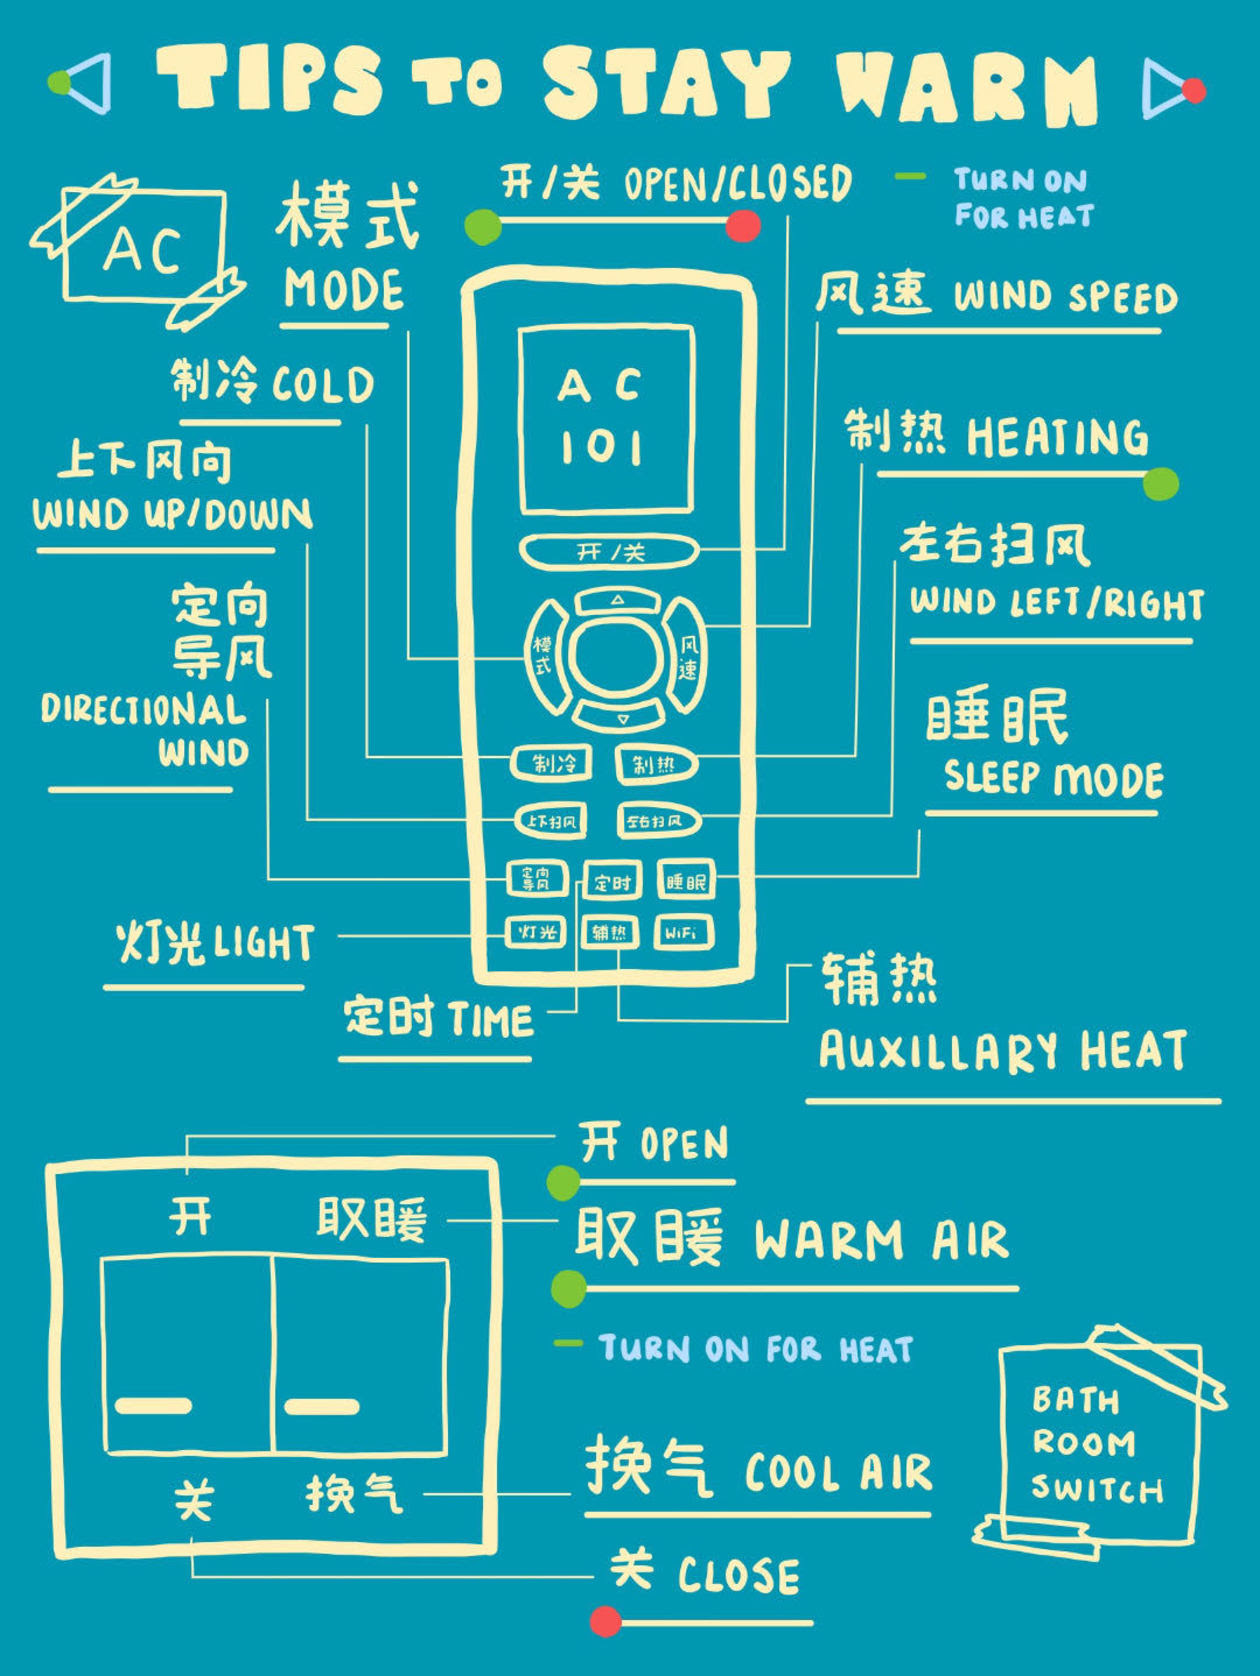 TIPS TO STAY WARM
AC
模式
MODE
开/关 OPEN/CLOSED
TURN ON
FOR HEAT
风速 WIND SPEED
制冷 COLD
制热 HEATING
上下风向
WIND UP/DOWN
左右扫风
WIND LEFT/RIGHT
定向
导风
DIRECTIONAL
WIND
睡眠
SLEEP MODE
灯光 LIGHT
定时 TIME
辅热
AUXILLARY HEAT
AC
101
开/关
模式
风速
制冷
制热
上下扫风
左右扫风
定向
导风
定时
睡眠
灯光
辅热
WiFi
开 OPEN
开
取暖
取暖 WARM AIR
TURN ON FOR HEAT
关
换气
换气 COOL AIR
关 CLOSE
BATH
ROOM
SWITCH